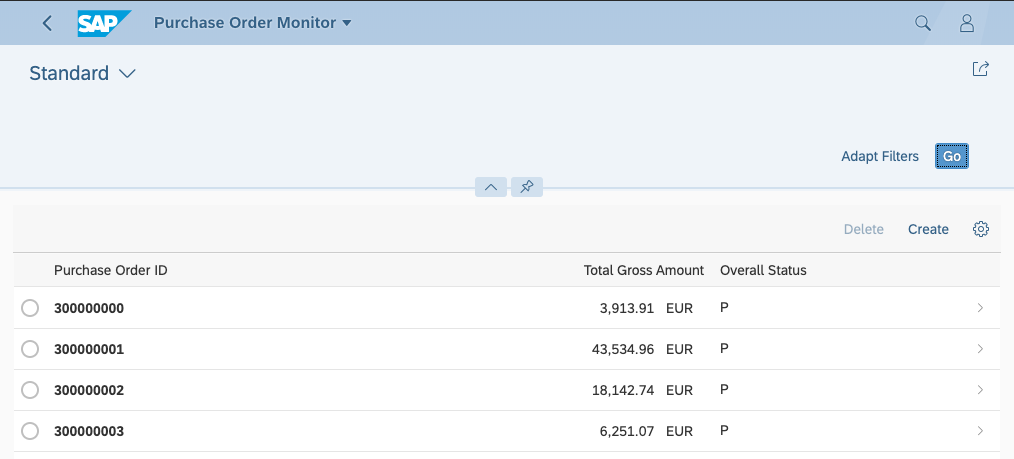 SAP Purchase Order Monitor
Standard
Adapt Filters Go
Delete Create
Purchase Order ID Total Gross Amount Overall Status
300000000 3,913.91 EUR P
300000001 43,534.96 EUR P
300000002 18,142.74 EUR P
300000003 6,251.07 EUR P